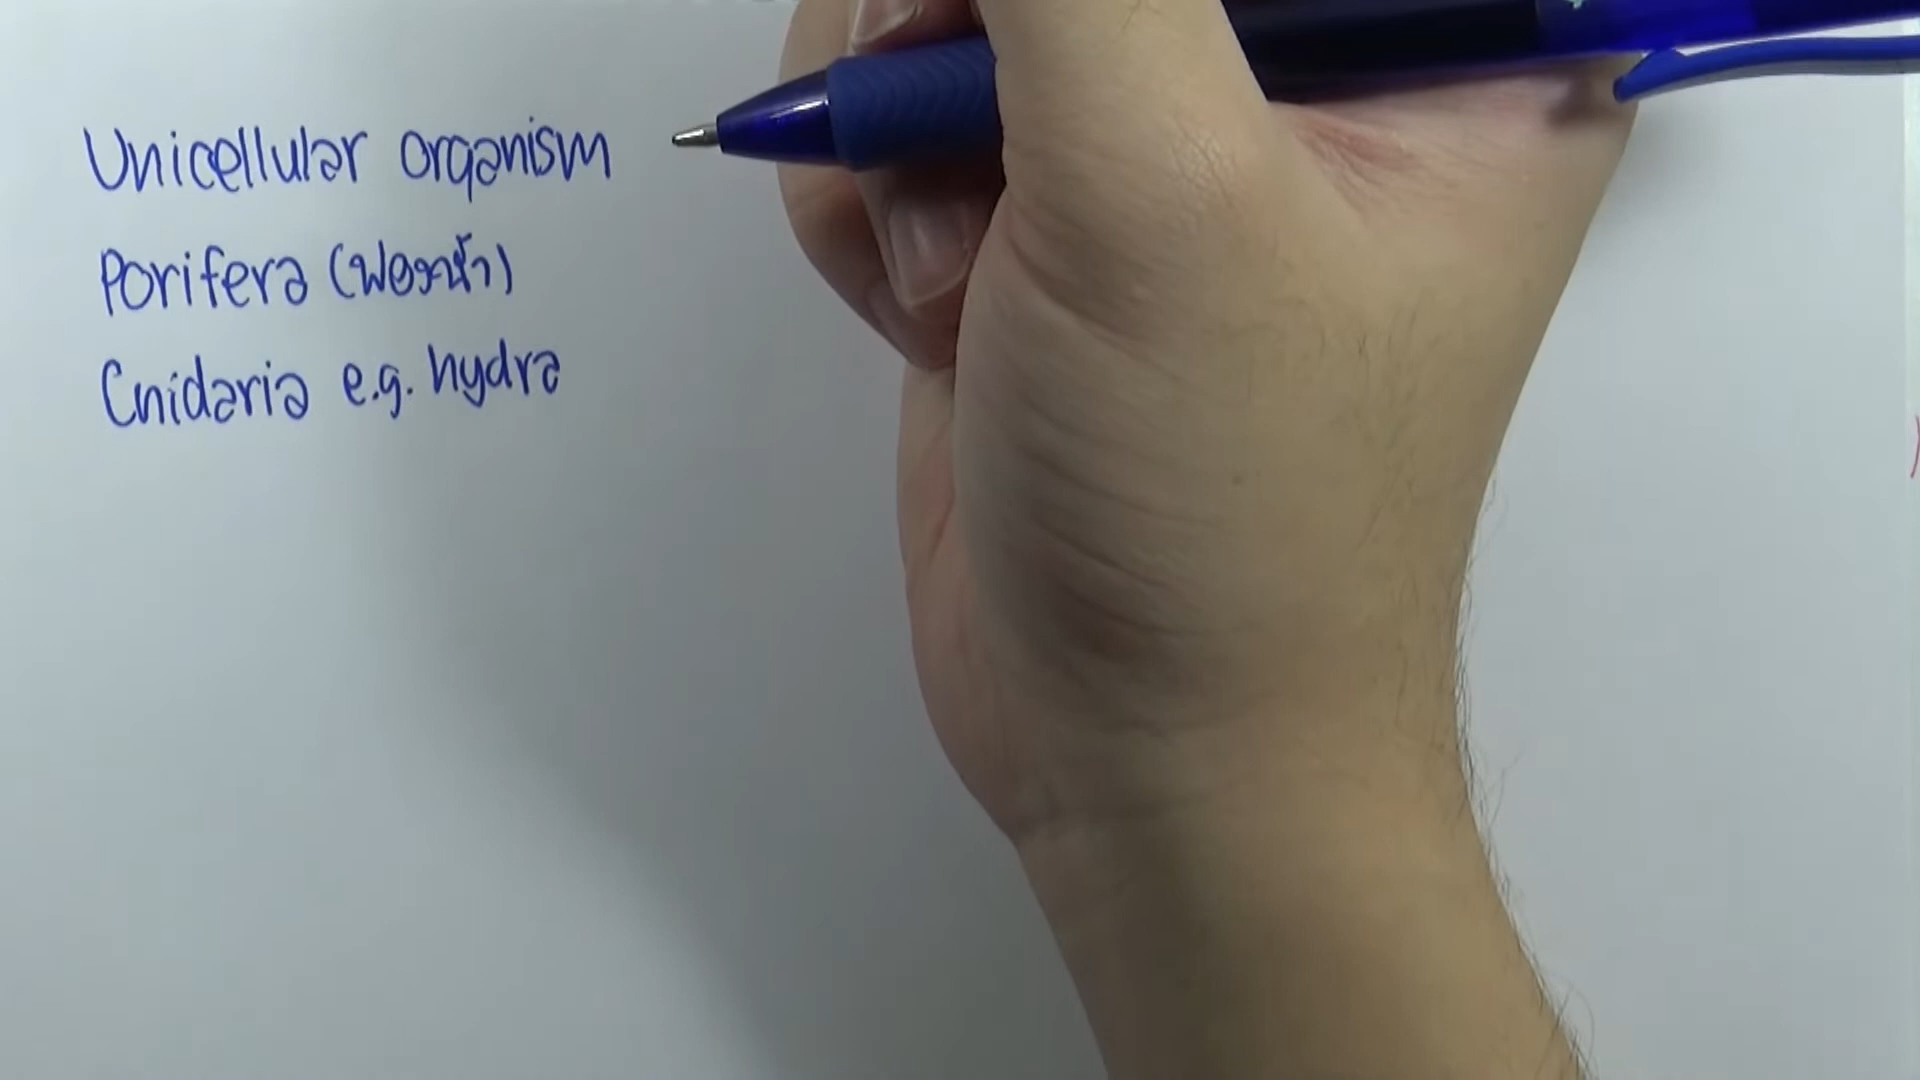 Unicellular organism
Porifera (ฟองน้ำ)
Cnidaria e.g. hydra